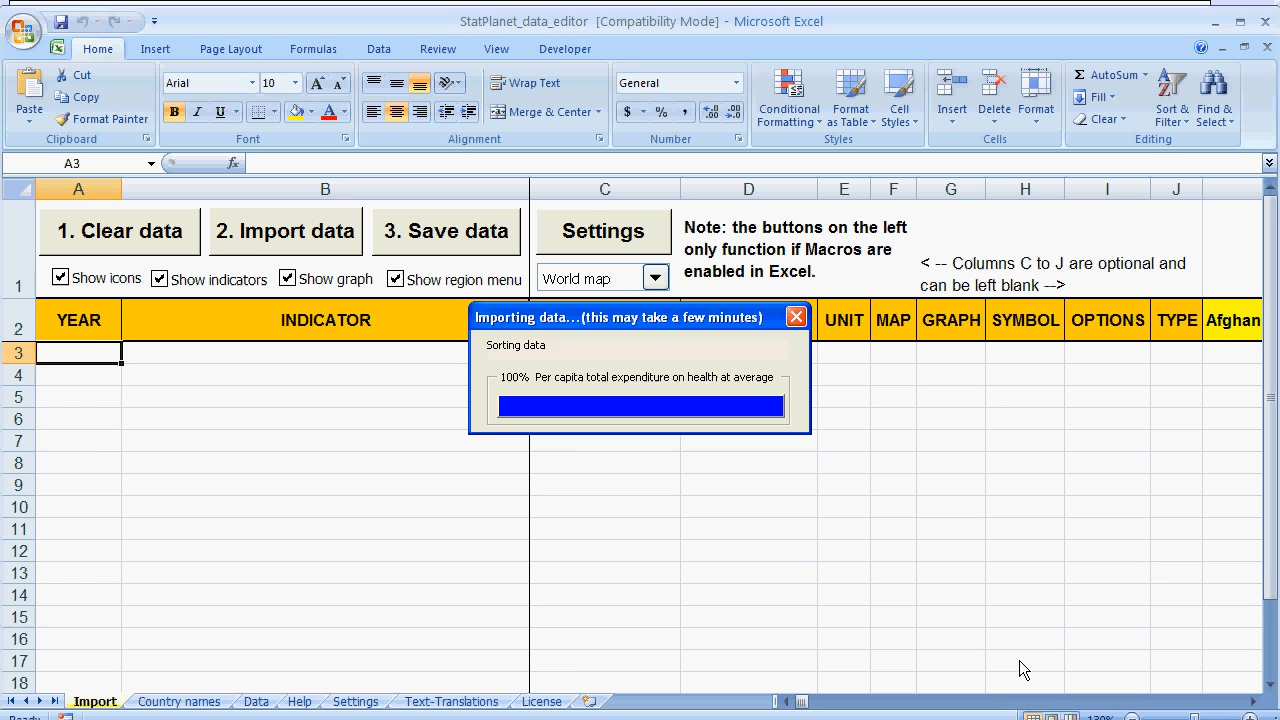 StatPlanet_data_editor [Compatibility Mode] - Microsoft Excel
Home Insert Page Layout Formulas Data Review View Developer
Paste Cut Copy Format Painter
Arial 10 A A
B I U A
Wrap Text
Merge & Center
General
$ % ,
Conditional Formatting Format as Table Cell Styles
Insert Delete Format
Σ AutoSum Fill Clear
Sort & Filter Find & Select
Clipboard Font Alignment Number Styles Cells Editing
A3 fx
A B C D E F G H I J
1. Clear data 2. Import data 3. Save data Settings
Note: the buttons on the left
only function if Macros are
enabled in Excel.
< -- Columns C to J are optional and
can be left blank -->
Show icons Show indicators Show graph Show region menu World map
1
2 YEAR INDICATOR UNIT MAP GRAPH SYMBOL OPTIONS TYPE Afghan
Importing data...(this may take a few minutes)
Sorting data
100% Per capita total expenditure on health at average
3
4
5
6
7
8
9
10
11
12
13
14
15
16
17
18
Import Country names Data Help Settings Text-Translations License
Ready 130%